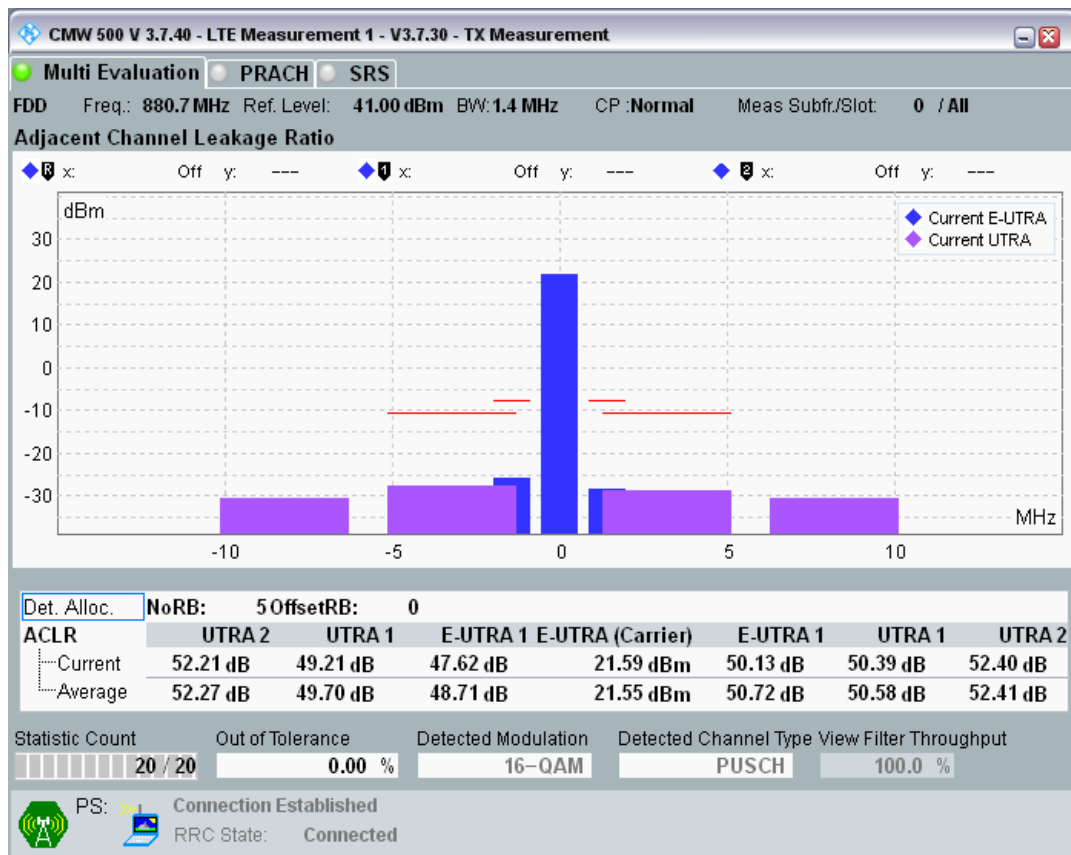 CMW 500 V 3.7.40 - LTE Measurement 1 - V3.7.30 - TX Measurement
Multi Evaluation PRACH SRS
FDD Freq.: 880.7 MHz Ref. Level: 41.00 dBm BW: 1.4 MHz CP :Normal Meas Subfr./Slot: 0 / All
Adjacent Channel Leakage Ratio
R x: Off y: --- 1 x: Off y: --- 2 x: Off y: ---
dBm
Current E-UTRA
Current UTRA
30
20
10
0
-10
-20
-30
MHz
-10 -5 0 5 10
Det. Alloc. NoRB: 5 OffsetRB: 0
ACLR UTRA 2 UTRA 1 E-UTRA 1 E-UTRA (Carrier) E-UTRA 1 UTRA 1 UTRA 2
Current 52.21 dB 49.21 dB 47.62 dB 21.59 dBm 50.13 dB 50.39 dB 52.40 dB
Average 52.27 dB 49.70 dB 48.71 dB 21.55 dBm 50.72 dB 50.58 dB 52.41 dB
Statistic Count Out of Tolerance Detected Modulation Detected Channel Type View Filter Throughput
20 / 20 0.00 % 16-QAM PUSCH 100.0 %
PS: Connection Established
RRC State: Connected